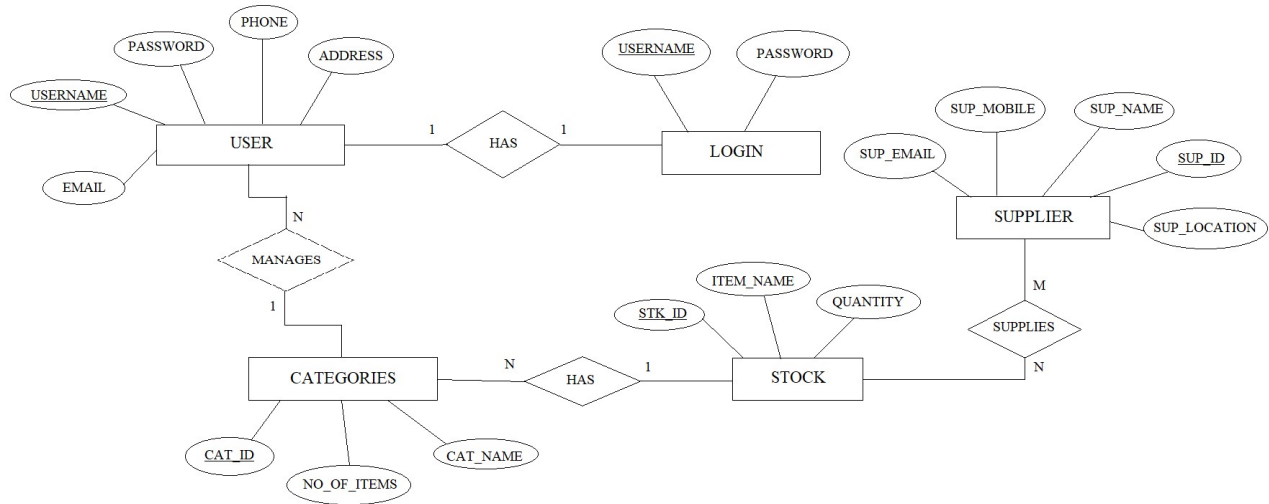 PHONE
PASSWORD
ADDRESS
USERNAME
USER
EMAIL
1
HAS
1
USERNAME
PASSWORD
LOGIN
SUP_MOBILE
SUP_NAME
SUP_EMAIL
SUP_ID
SUPPLIER
SUP_LOCATION
N
MANAGES
1
M
SUPPLIES
N
ITEM_NAME
STK_ID
QUANTITY
CATEGORIES
N
HAS
1
STOCK
CAT_ID
NO_OF_ITEMS
CAT_NAME